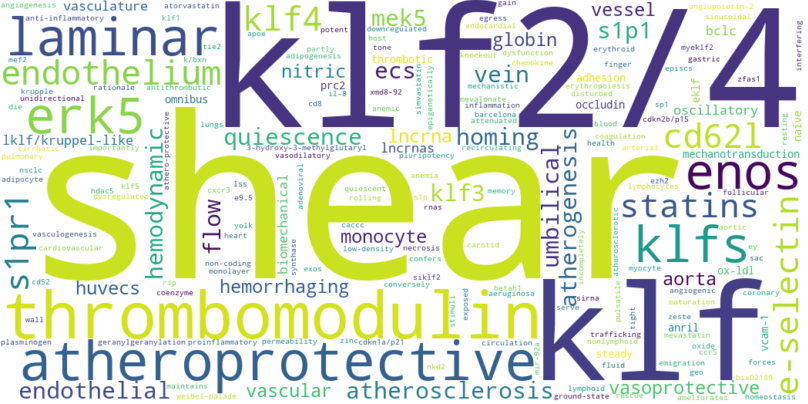 vasculature atorvastatin
angiogenesis
anti-inflammatory klf1
laminar
klf2/4
klf4
mek5
vessel
angiopoietin-2
sinusoidal
gain
endocardial
egress
downregulated
host
tone
potent
apoe
tie2
adipogenesis
partly
thrombotic
globin
s1p1
bclc
dysfunction
chemokine
knockout
erythroid
finger
myeklf2
gastric
interfering
mef2
k/bxn
krupple
antithrombotic
unidirectional
rationale
die
epigenetically
endothelium
nitric
ecs
vein
prc2
il-8
cd8
simvastatin
xmd8-92
anemic
mechanistic
mevalonate
inflammation
barcelona
attenuated
adhesion
episcs
zfas1
occludin
erythropoiesis
disturbed
sp1
eklf
cdkn2b/p15
naive
erk5
omnibus
lungs
athero-protective
quiescence
lncrna
homing
oscillatory
cd62l
blood
coagulation
health
arterial
resting
lklf/kruppel-like
importantly
cirrhotic
pulmonary
nsclc
adipocyte
dysregulated
3-hydroxy-3-methylglutaryl
lncrnas
vasodilatory
pluripotency
recirculating
mechanotransduction
s1pr1
hemodynamic
hdac5
klf5
vasculogenesis
cardiovascular
cxcr3
lss
e9.5
yolk
heart
flow
non-coding
monolayer
anemia
adenoviral
biomechanical
quiescent
rolling
memory
s1p
rnas
klf3
caccc
monocyte
low-density
necrosis
confers
umbilical
atherogenesis
ezh2
lymphocytes
follicular
atherosclerotic
incompletely
aortic
carotid
statins
enos
shear
klfs
ey
sac
angiogenic
coronary
myocyte
ox-ldl
cd52
rip
synthase
exos
conversely
siklf2
huvecs
hemorrhaging
wall
coenzyme
cdkn1a/p21
betab1
aeruginosa
sirna
serve
pulsatile
tight
aorta
maturation
zeste
mevastatin
vcam-1
e-selectin
thrombomodulin
klf
trafficking
nonlymphoid
steady
fluid
anril
oxide
ccr5
emigration
geo
forces
plasminogen
geranylgeranylation
proinflammatory
permeability
zinc
circulation
stimuli
exposed
mir-92a
nkd2
atheroprotective
endothelial
maintains
weibel-palade
vascular
atherosclerosis
lymphoid
ground-state
rescue
vasoprotective
ameliorates
bix02189
homeostasis